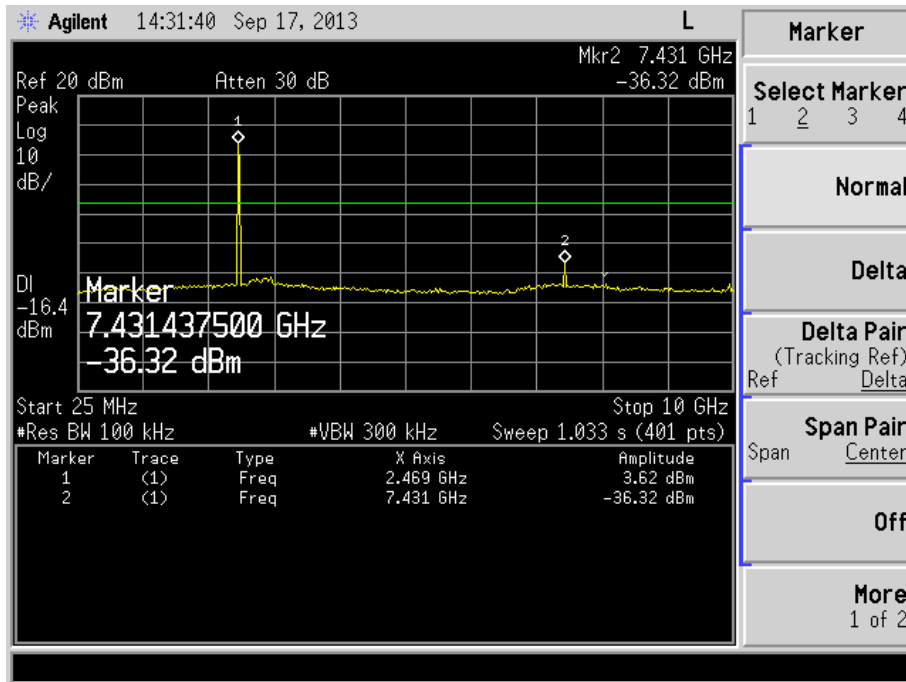 Agilent 14:31:40 Sep 17, 2013 L
Mkr2 7.431 GHz
Ref 20 dBm Atten 30 dB -36.32 dBm
Peak
Log
10
dB/
1
2
DI
-16.4
dBm
Marker
7.431437500 GHz
-36.32 dBm
Start 25 MHz Stop 10 GHz
#Res BW 100 kHz #VBW 300 kHz Sweep 1.033 s (401 pts)
Marker Trace Type X Axis Amplitude
1 (1) Freq 2.469 GHz 3.62 dBm
2 (1) Freq 7.431 GHz -36.32 dBm
Marker
Select Marker
1 2 3 4
Normal
Delta
Delta Pair
(Tracking Ref)
Ref Delta
Span Pair
Span Center
Off
More
1 of 2